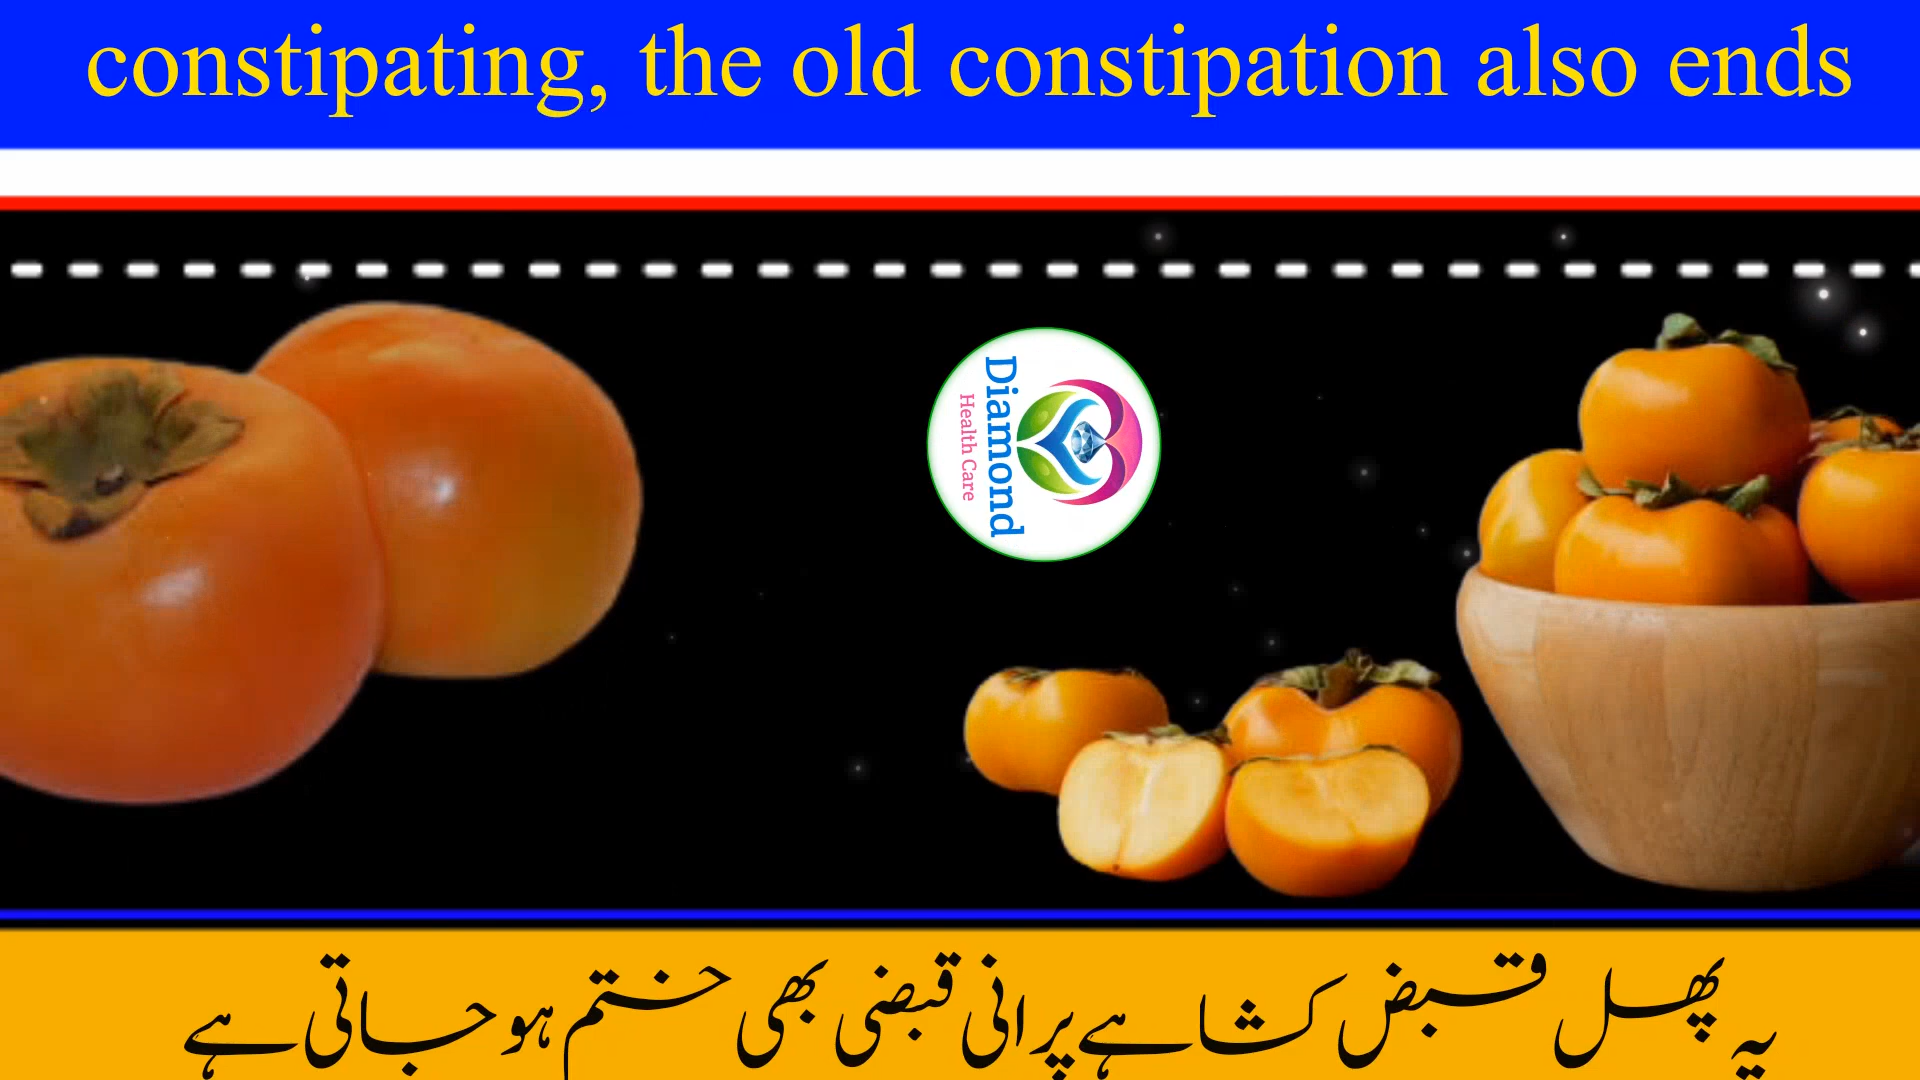 constipating, the old constipation also ends
Diamond
Health Care
یہ پھل قبض کشا ہے پرانی قبضی بھی ختم ہو جاتی ہے